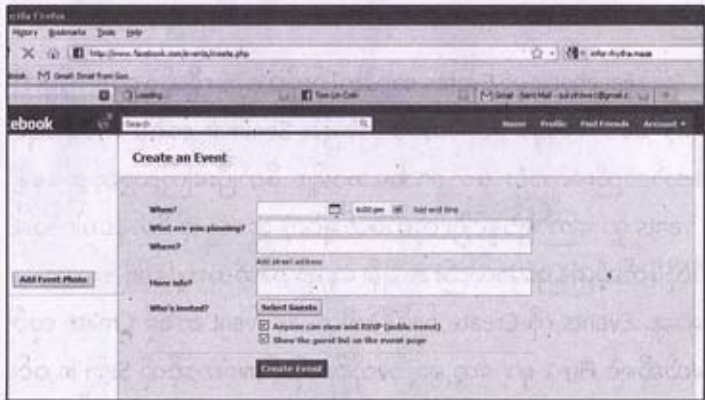 History Bookmarks Tools Help
http://www.facebook.com/events/create.php
Gmail: Email from Goo...
Loading...
ebook
Search
Home Profile Find Friends Account
Create an Event
When?
6:00 pm
Add end time
What are you planning?
Where?
Add street address
Add Event Photo
More info?
Who's invited?
Select Guests
Anyone can view and RSVP (public event)
Show the guest list on the event page
Create Event